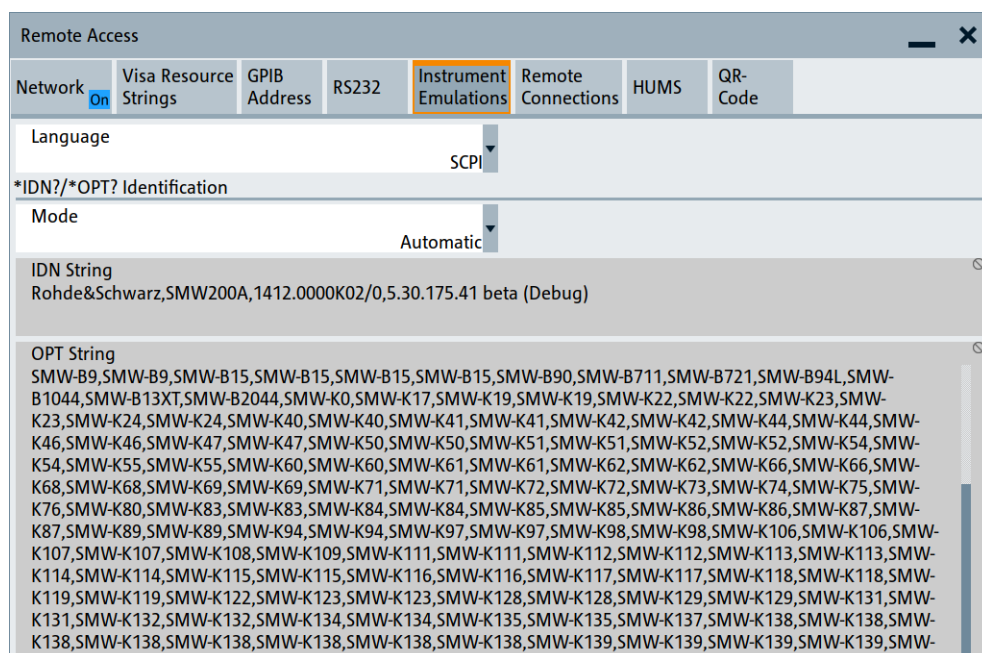 Remote Access
Network On
Visa Resource Strings
GPIB Address
RS232
Instrument Emulations
Remote Connections
HUMS
QR-Code
Language
SCPI
*IDN?/*OPT? Identification
Mode
Automatic
IDN String
Rohde&Schwarz,SMW200A,1412.0000K02/0,5.30.175.41 beta (Debug)
OPT String
SMW-B9,SMW-B9,SMW-B15,SMW-B15,SMW-B15,SMW-B15,SMW-B90,SMW-B711,SMW-B721,SMW-B94L,SMW-
B1044,SMW-B13XT,SMW-B2044,SMW-K0,SMW-K17,SMW-K19,SMW-K19,SMW-K22,SMW-K22,SMW-K23,SMW-
K23,SMW-K24,SMW-K24,SMW-K40,SMW-K40,SMW-K41,SMW-K41,SMW-K42,SMW-K42,SMW-K44,SMW-K44,SMW-
K46,SMW-K46,SMW-K47,SMW-K47,SMW-K50,SMW-K50,SMW-K51,SMW-K51,SMW-K52,SMW-K52,SMW-K54,SMW-
K54,SMW-K55,SMW-K55,SMW-K60,SMW-K60,SMW-K61,SMW-K61,SMW-K62,SMW-K62,SMW-K66,SMW-K66,SMW-
K68,SMW-K68,SMW-K69,SMW-K69,SMW-K71,SMW-K71,SMW-K72,SMW-K72,SMW-K73,SMW-K74,SMW-K75,SMW-
K76,SMW-K80,SMW-K83,SMW-K83,SMW-K84,SMW-K84,SMW-K85,SMW-K85,SMW-K86,SMW-K86,SMW-K87,SMW-
K87,SMW-K89,SMW-K89,SMW-K94,SMW-K94,SMW-K97,SMW-K97,SMW-K98,SMW-K98,SMW-K106,SMW-K106,SMW-
K107,SMW-K107,SMW-K108,SMW-K109,SMW-K111,SMW-K111,SMW-K112,SMW-K112,SMW-K113,SMW-K113,SMW-
K114,SMW-K114,SMW-K115,SMW-K115,SMW-K116,SMW-K116,SMW-K117,SMW-K117,SMW-K118,SMW-K118,SMW-
K119,SMW-K119,SMW-K122,SMW-K123,SMW-K123,SMW-K128,SMW-K128,SMW-K129,SMW-K129,SMW-K131,SMW-
K131,SMW-K132,SMW-K132,SMW-K134,SMW-K134,SMW-K135,SMW-K135,SMW-K137,SMW-K138,SMW-K138,SMW-
K138,SMW-K138,SMW-K138,SMW-K138,SMW-K138,SMW-K138,SMW-K139,SMW-K139,SMW-K139,SMW-K139,SMW-